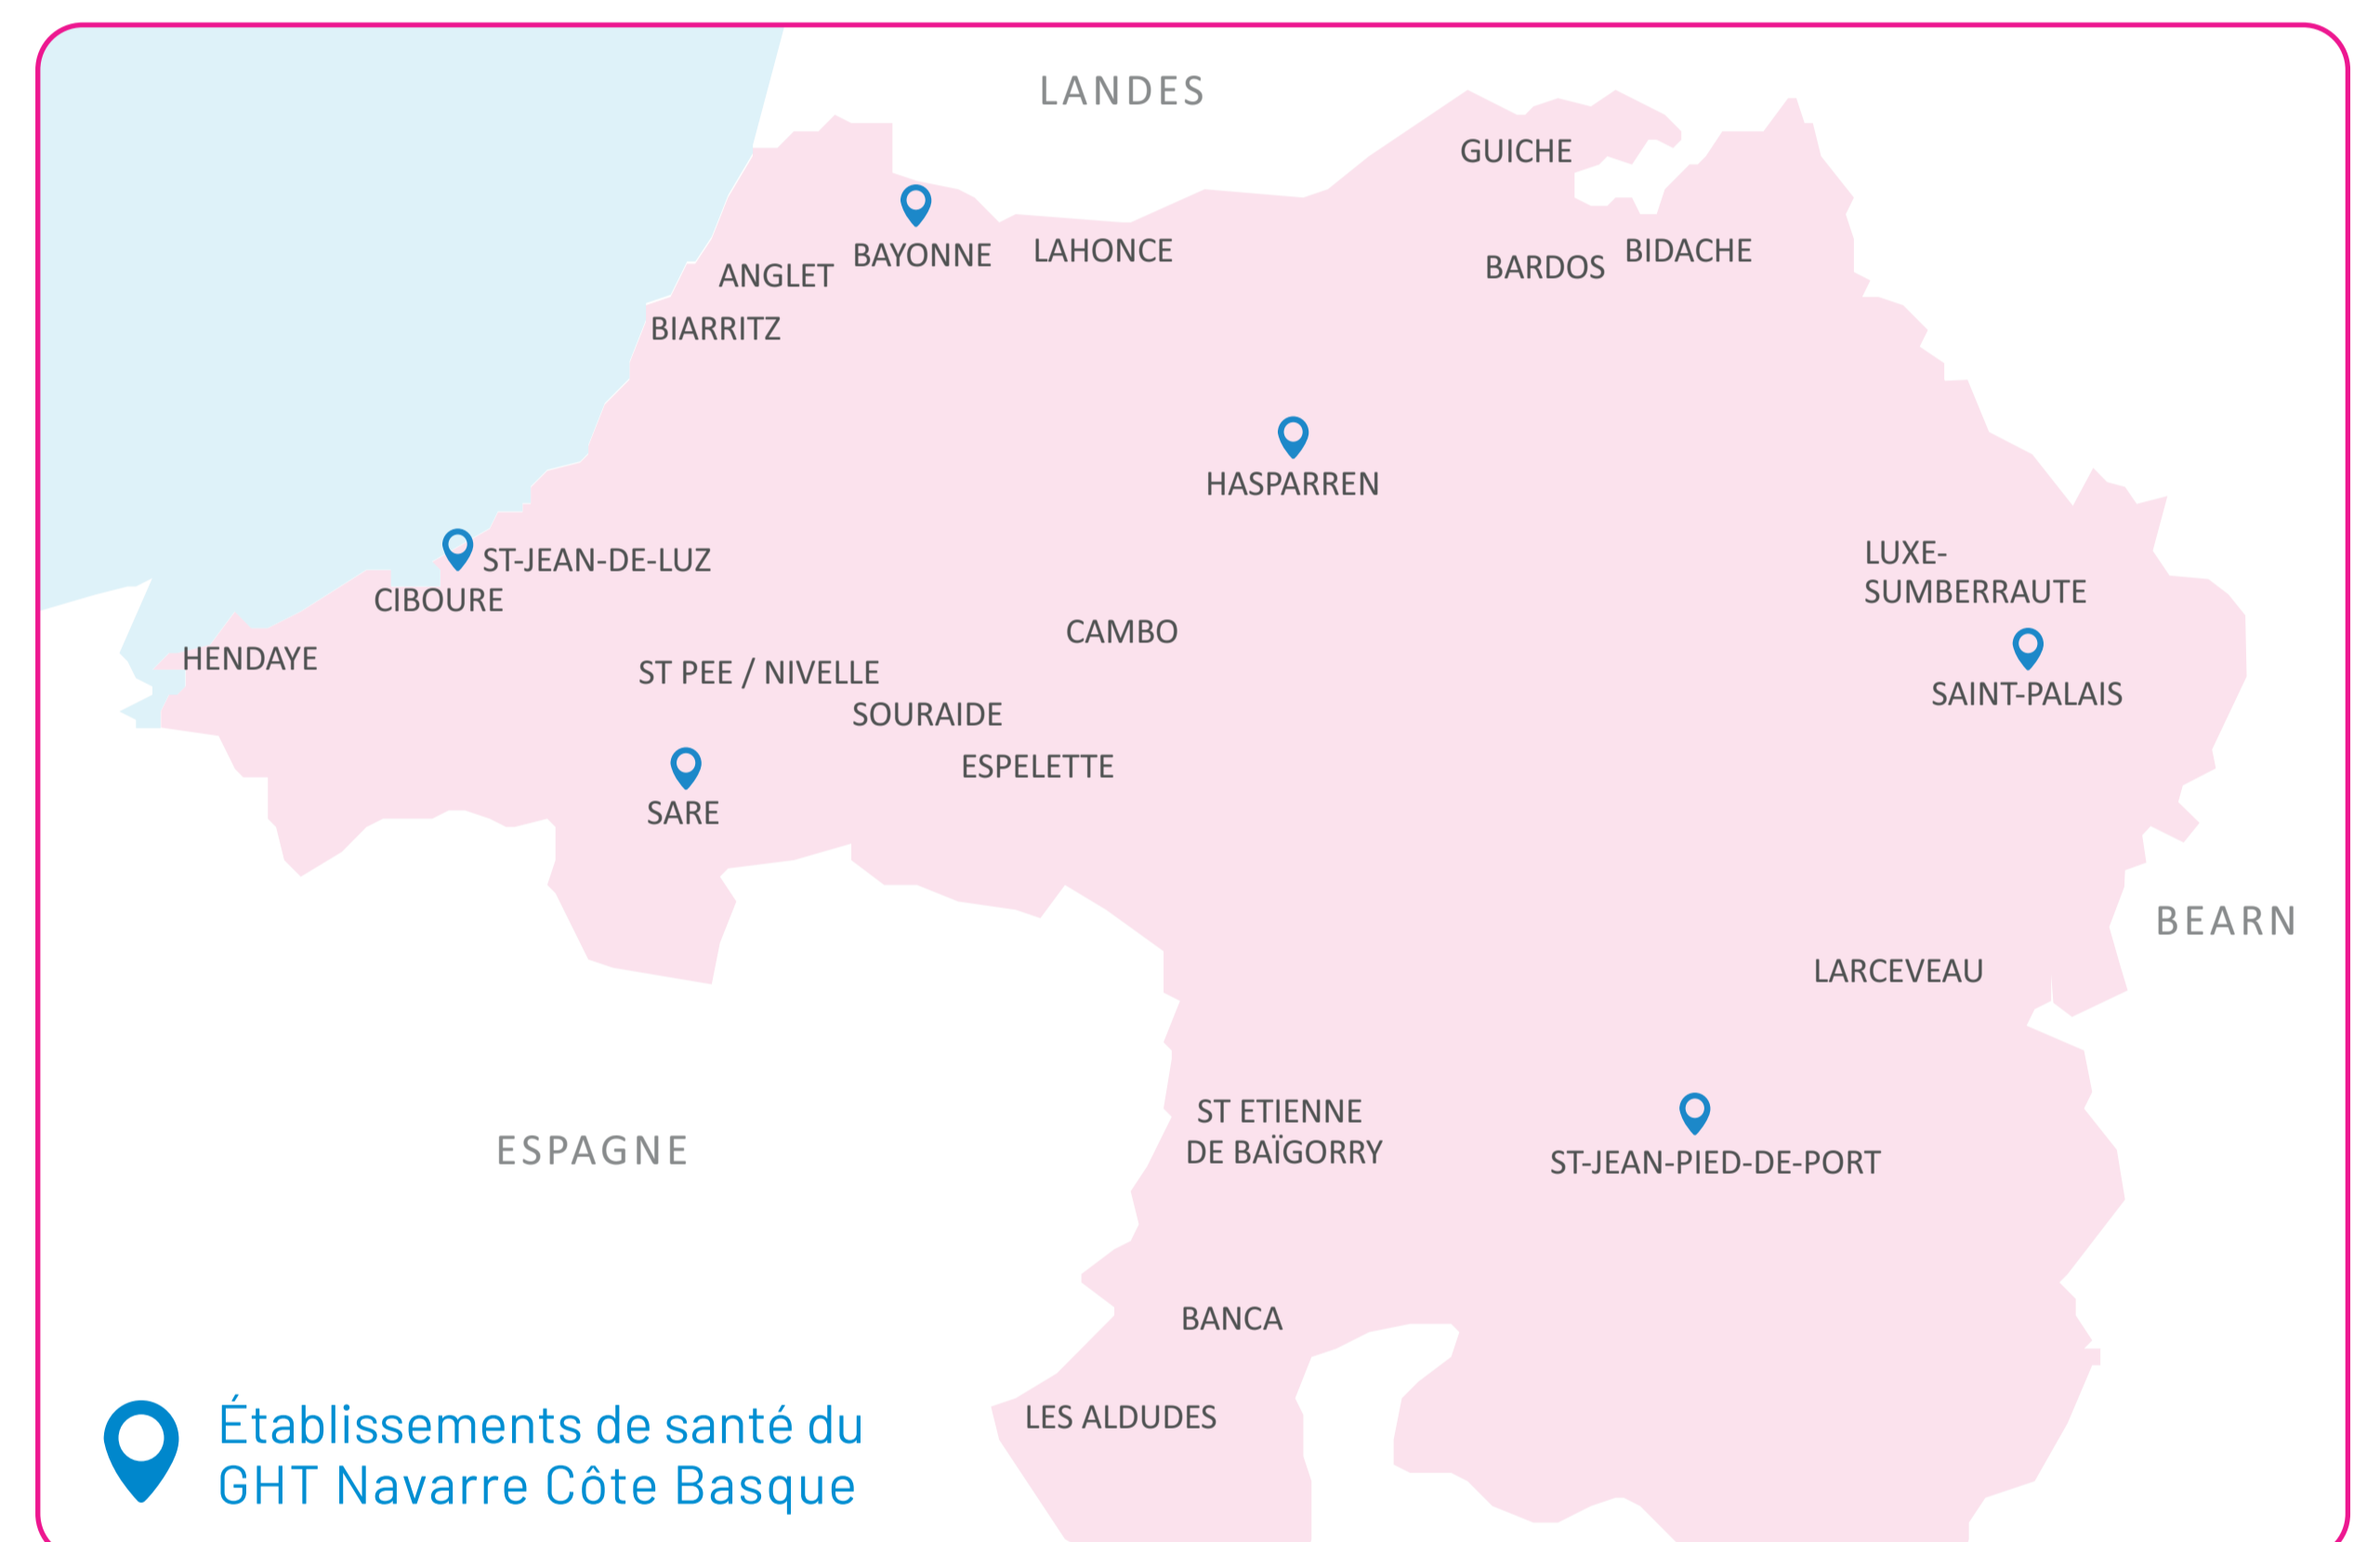 LANDES
GUICHE
BAYONNE
LAHONCE
BARDOS
BIDACHE
ANGLET
BIARRITZ
HASPARREN
ST-JEAN-DE-LUZ
LUXE-
SUMBERRAUTE
CIBOURE
CAMBO
HENDAYE
ST PEE / NIVELLE
SAINT-PALAIS
SOURAIDE
ESPELETTE
SARE
BEARN
LARCEVEAU
ST ETIENNE
DE BAÏGORRY
ESPAGNE
ST-JEAN-PIED-DE-PORT
BANCA
LES ALDUDES
Établissements de santé du
GHT Navarre Côte Basque